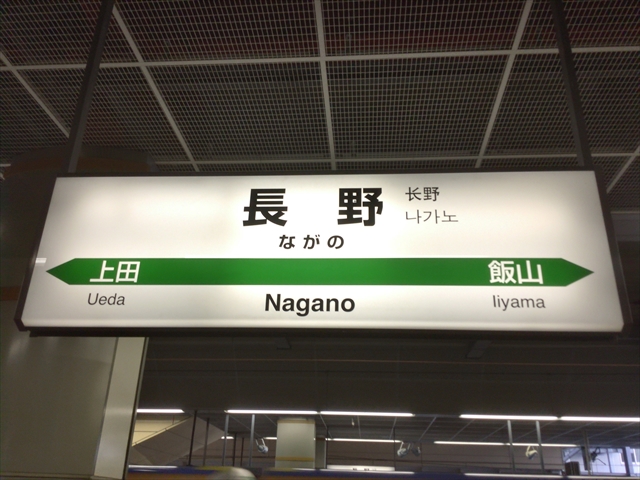 長野
长野
나가노
ながの
上田 飯山
Ueda Nagano Iiyama